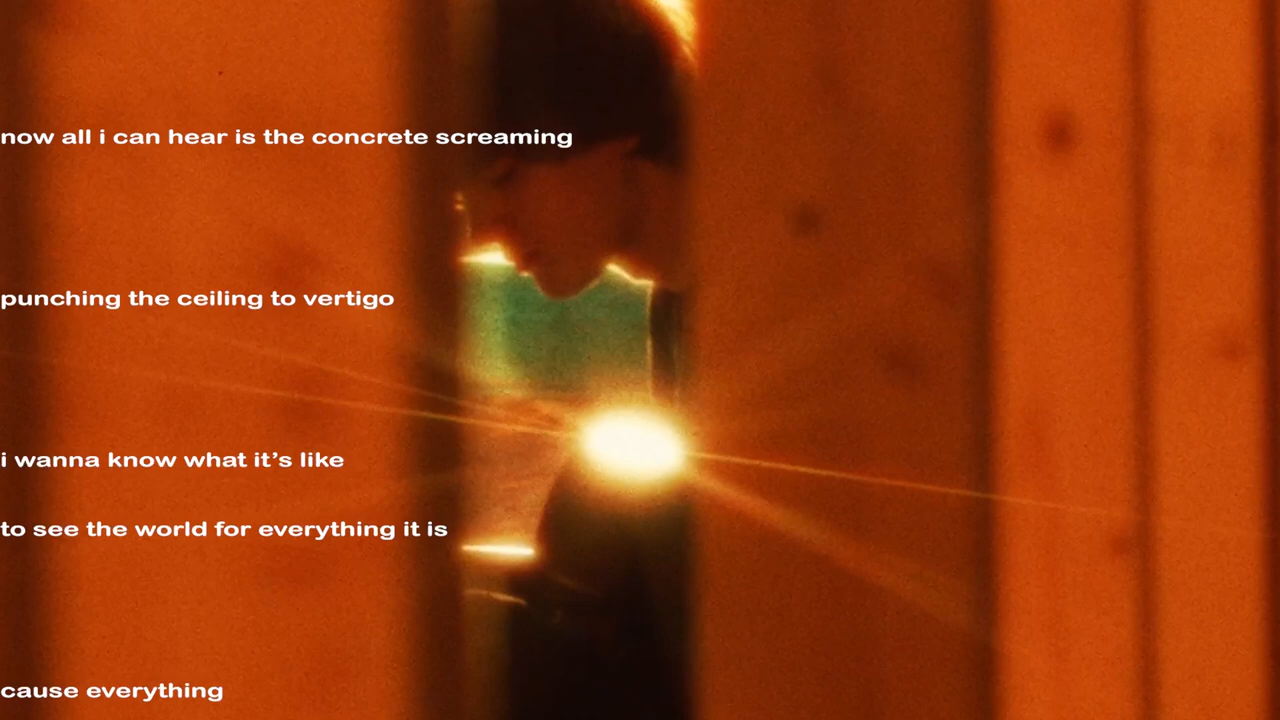 now all i can hear is the concrete screaming
punching the ceiling to vertigo
i wanna know what it’s like
to see the world for everything it is
cause everything